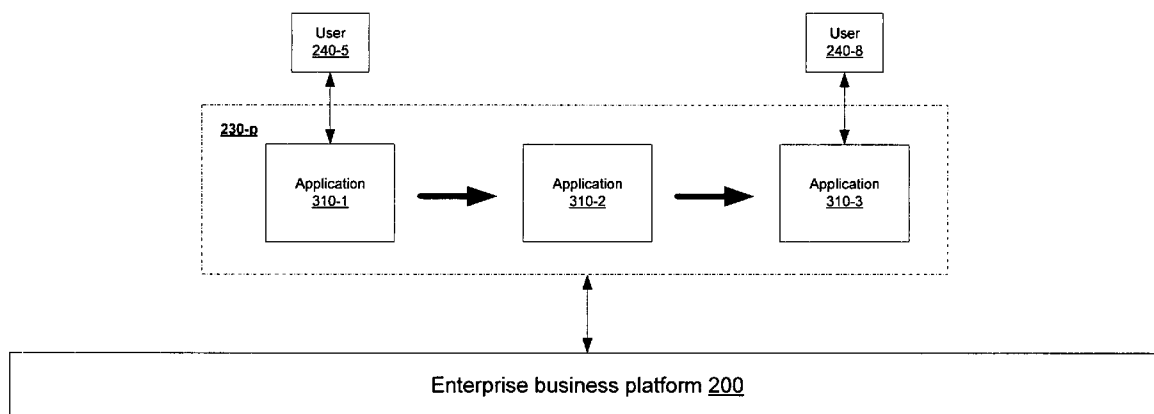 User
240-5
User
240-8
230-p
Application
310-1
Application
310-2
Application
310-3
Enterprise business platform 200